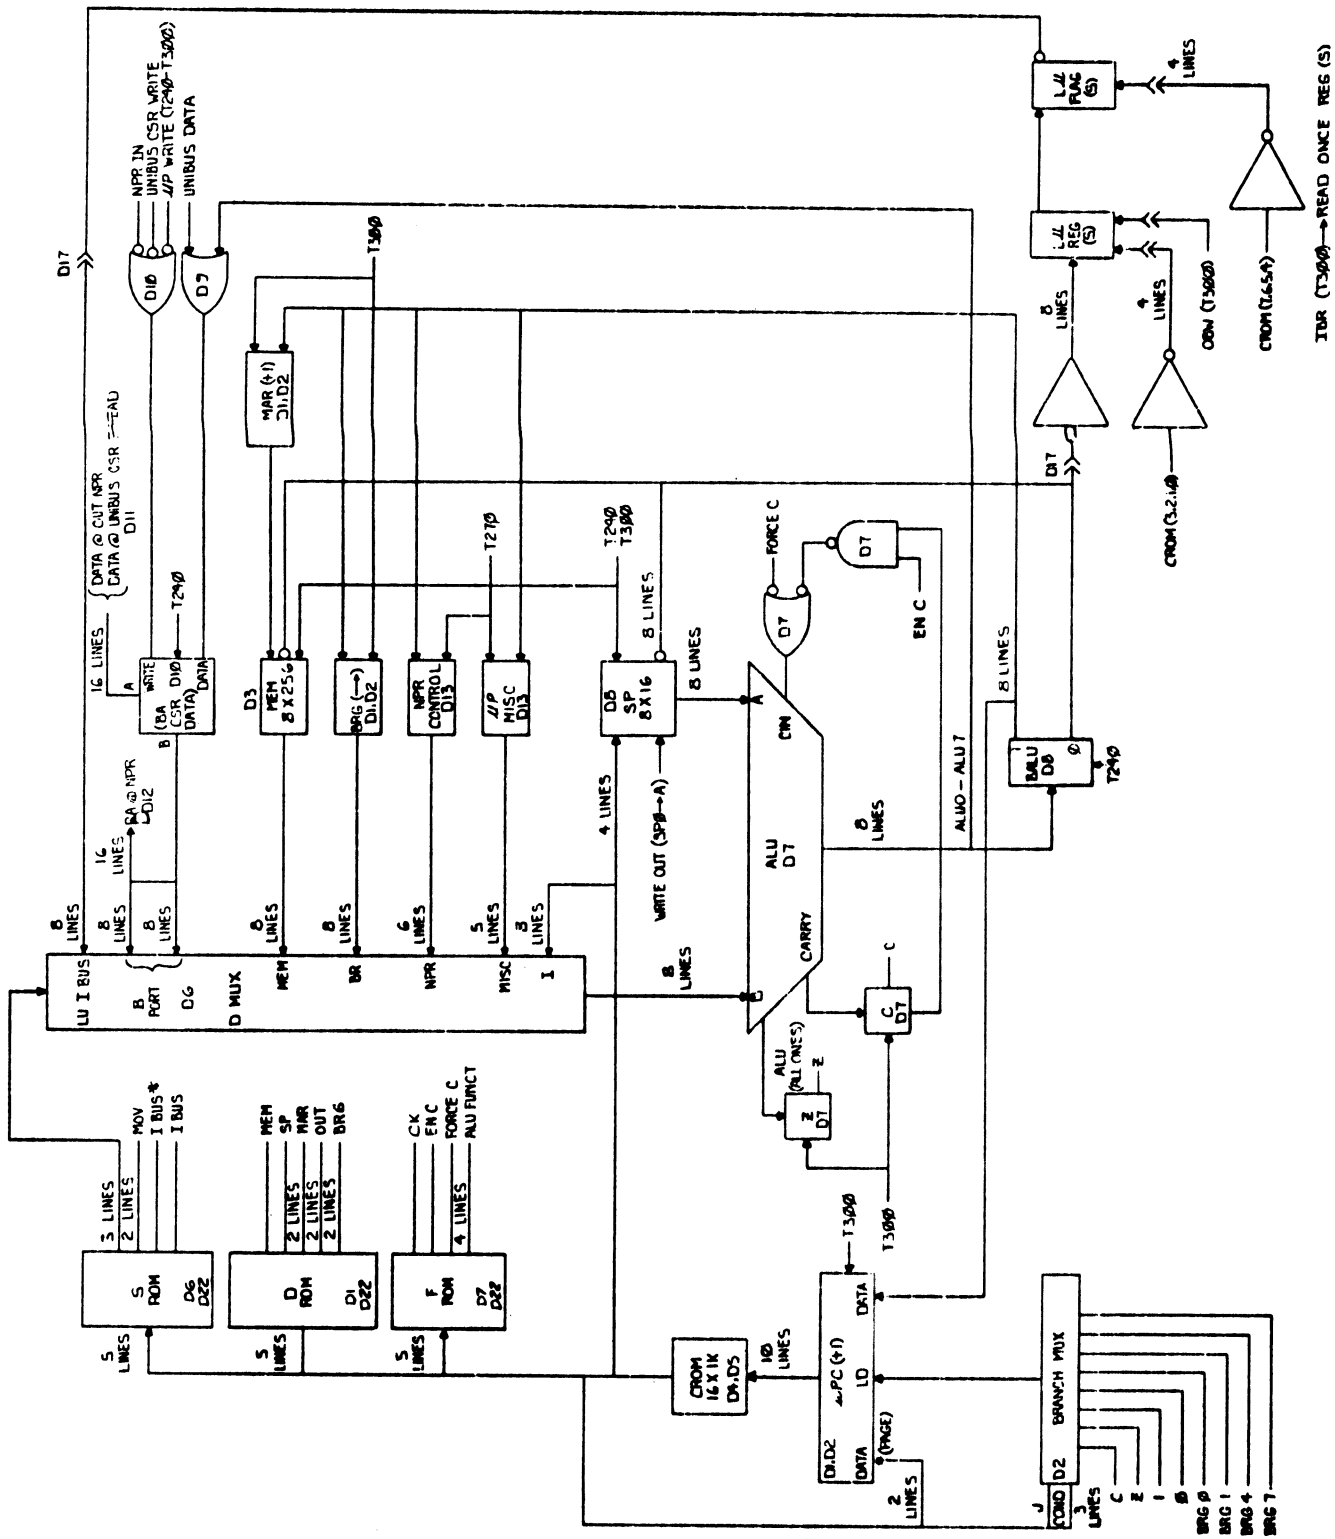 D17
NPR IN
UNIBUS CSR WRITE
µP WRITE (T240-T300)
UNIBUS DATA
D10
D9
16 LINES
DATA @ OUT NPR
DATA @ UNIBUS CSR
D11
T240
WRITE
A
(BA
CSR D10
DATA)
DATA
B
16
LINES
BA @ NPR
D12
8
LINES
8
LINES
8
LINES
LU I BUS
B
PORT
D6
D MUX
MEM
BR
NPR
MISC
I
8
LINES
8
LINES
6
LINES
5
LINES
3
LINES
MAR (+1)
D1,D2
T300
D3
MEM
8 X 256
BRG (→)
D1,D2
NPR
CONTROL
D13
µP
MISC
D13
T270
T240
T300
D8
SP
8 X 16
8 LINES
8 LINES
4 LINES
WRITE OUT (SP0→A)
FORCE C
D7
D7
EN C
A
CIN
ALU
D7
CARRY
B
8
LINES
8
LINES
ALU0 - ALU 7
8 LINES
1
BALU
D8
0
T240
C
D7
C
ALU
(ALL ONES)
Z
D7
Z
T300
S
ROM
D6
D22
3 LINES
2 LINES
MOV
I BUS*
I BUS
5
LINES
D
ROM
D1
D22
MEM
SP
MAR
OUT
BRG
2 LINES
2 LINES
2 LINES
5
LINES
F
ROM
D7
D22
CK
EN C
FORCE C
ALU FUNCT
4 LINES
5
LINES
CROM
16 X 1K
D4,D5
10
LINES
D1,D2
µPC (+1)
DATA
LD
DATA
(PAGE)
T300
2
LINES
J
COND
D2
BRANCH MUX
3
LINES
C
Z
1
0
BRG 0
BRG 1
BRG 4
BRG 7
D17
8
LINES
4
LINES
CROM (3,2,1,0)
OBW (T300)
LU
REG
(S)
LU
FLAG
(S)
4
LINES
CROM (7,6,5,4)
IBR (T300)→READ ONCE REG (S)